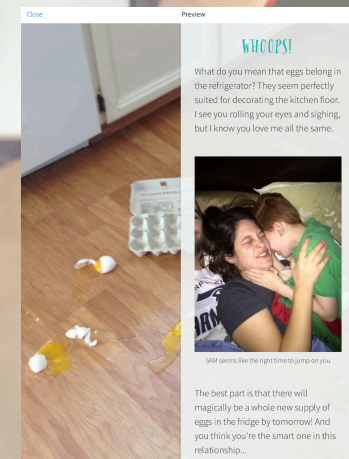 Close
Preview
WHOOPS!
What do you mean that eggs belong in
the refrigerator? They seem perfectly
suited for decorating the kitchen floor.
I see you rolling your eyes and sighing,
but I know you love me all the same.
5AM seems like the right time to jump on you
The best part is that there will
magically be a whole new supply of
eggs in the fridge by tomorrow! And
you think you're the smart one in this
relationship...